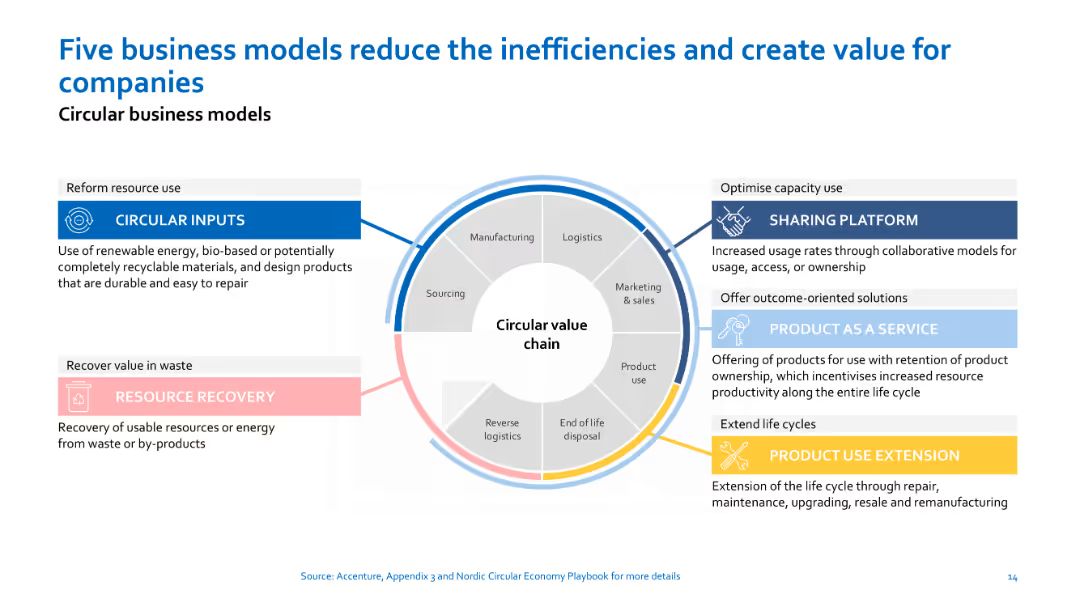 Five business models reduce the inefficiencies and create value for
companies
Circular business models
Reform resource use
CIRCULAR INPUTS
Use of renewable energy, bio-based or potentially
completely recyclable materials, and design products
that are durable and easy to repair
Recover value in waste
RESOURCE RECOVERY
Recovery of usable resources or energy
from waste or by-products
Manufacturing
Logistics
Sourcing
Marketing
& sales
Circular value
chain
Product
use
Reverse
logistics
End of life
disposal
Optimise capacity use
SHARING PLATFORM
Increased usage rates through collaborative models for
usage, access, or ownership
Offer outcome-oriented solutions
PRODUCT AS A SERVICE
Offering of products for use with retention of product
ownership, which incentivises increased resource
productivity along the entire life cycle
Extend life cycles
PRODUCT USE EXTENSION
Extension of the life cycle through repair,
maintenance, upgrading, resale and remanufacturing
Source: Accenture, Appendix 3 and Nordic Circular Economy Playbook for more details
14